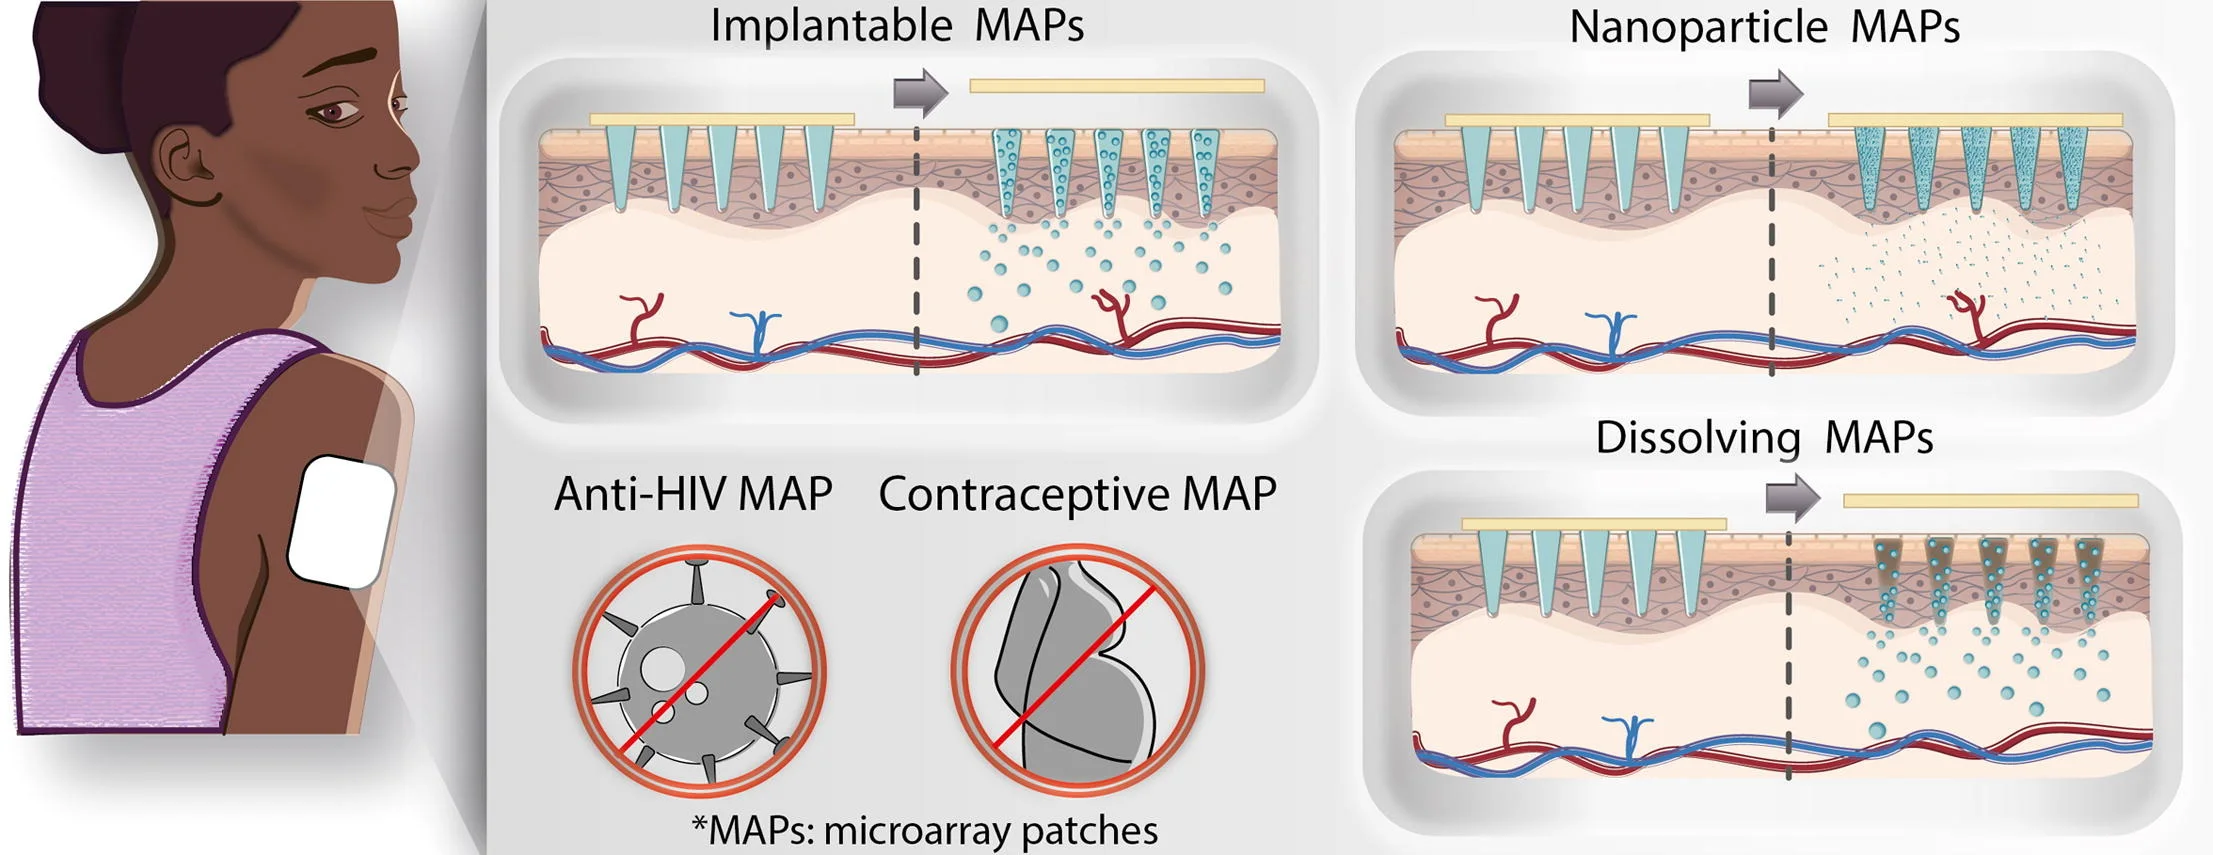 Implantable MAPs
Nanoparticle MAPs
Dissolving MAPs
Anti-HIV MAP
Contraceptive MAP
*MAPs: microarray patches